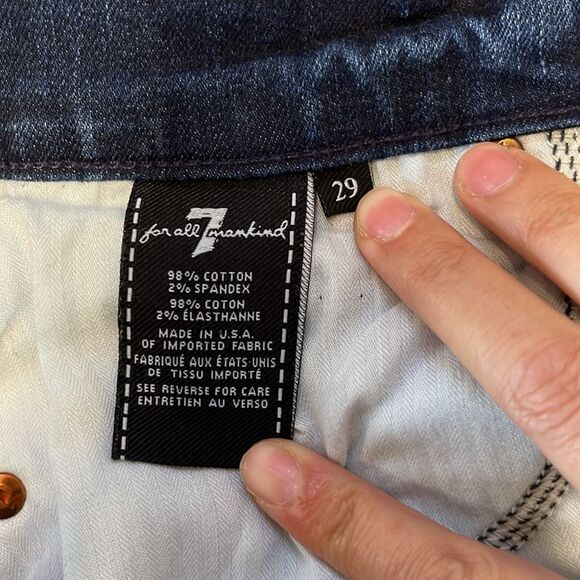 for all 7 mankind
29
98% COTTON
2% SPANDEX
98% COTON
2% ÉLASTHANNE
MADE IN U.S.A.
OF IMPORTED FABRIC
FABRIQUÉ AUX ÉTATS-UNIS
DE TISSU IMPORTÉ
SEE REVERSE FOR CARE
ENTRETIEN AU VERSO